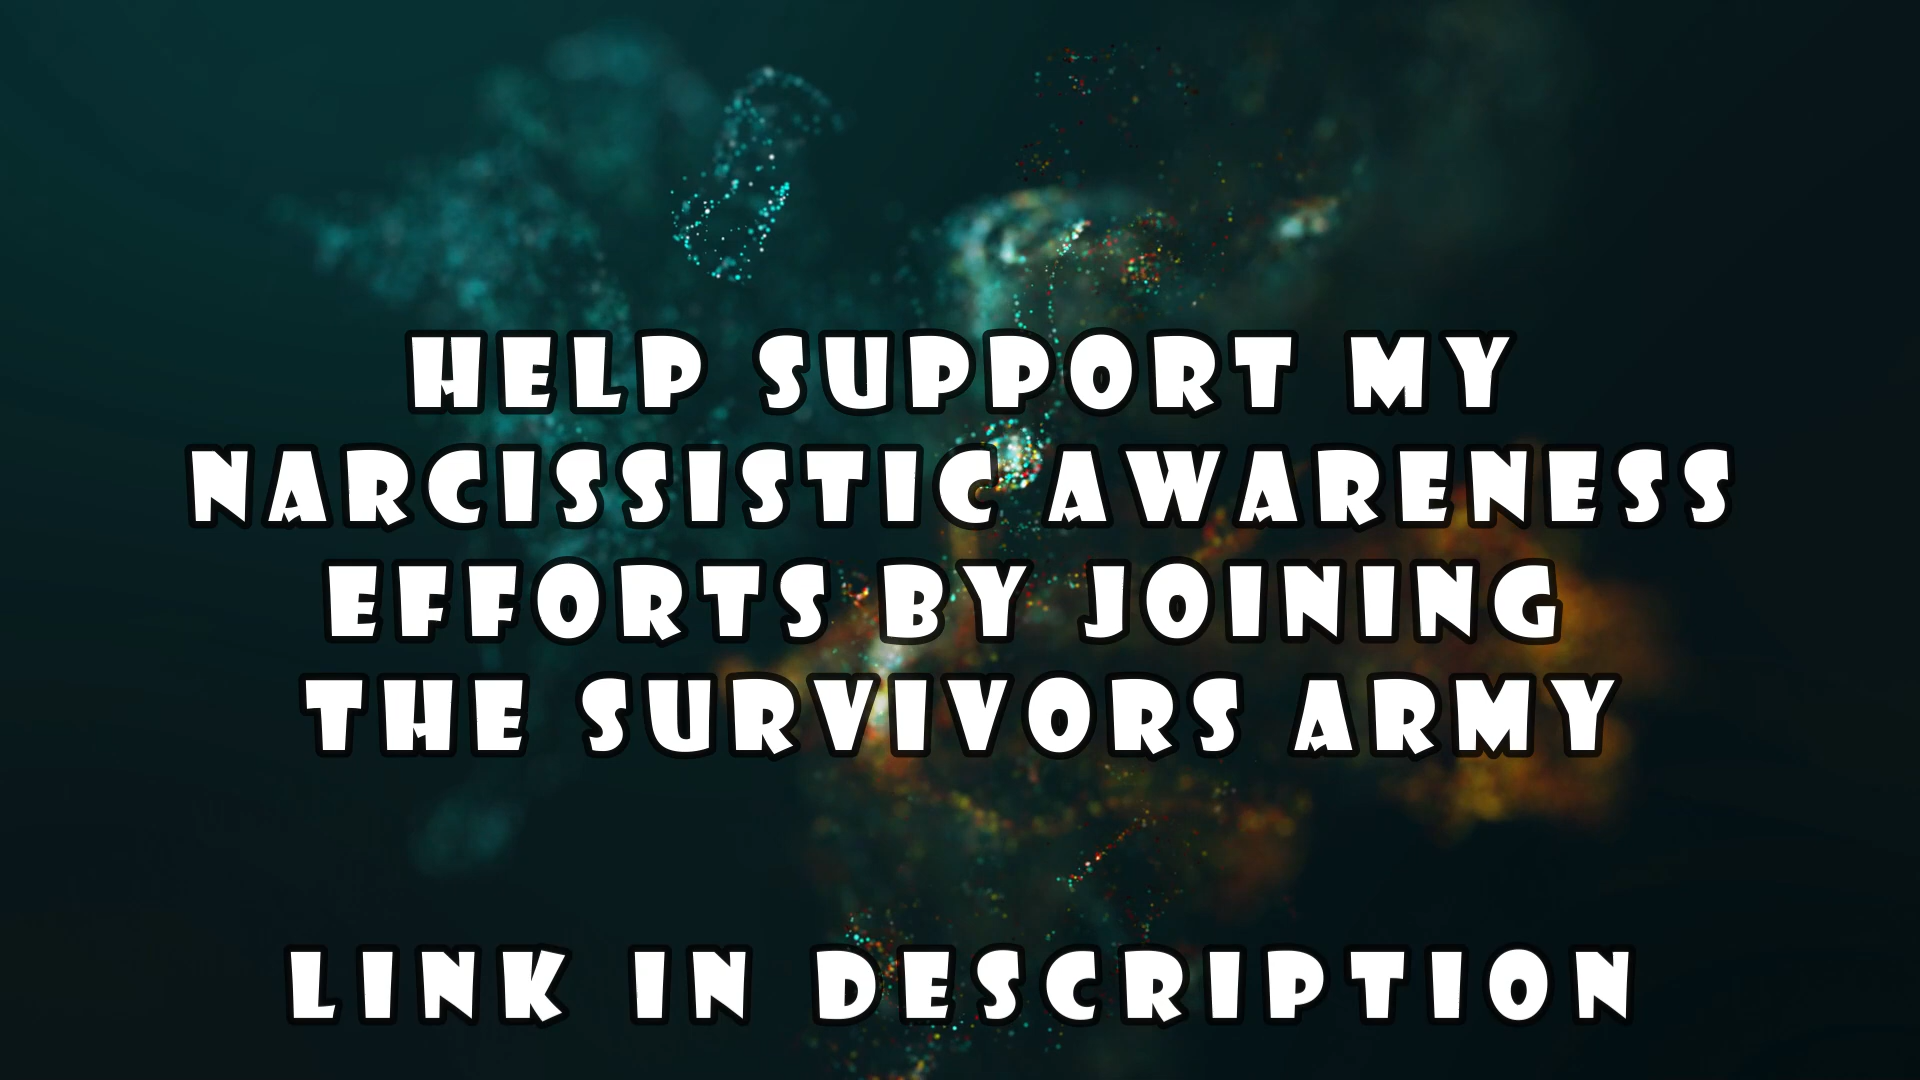 HELP SUPPORT MY
NARCISSISTIC AWARENESS
EFFORTS BY JOINING
THE SURVIVORS ARMY
LINK IN DESCRIPTION